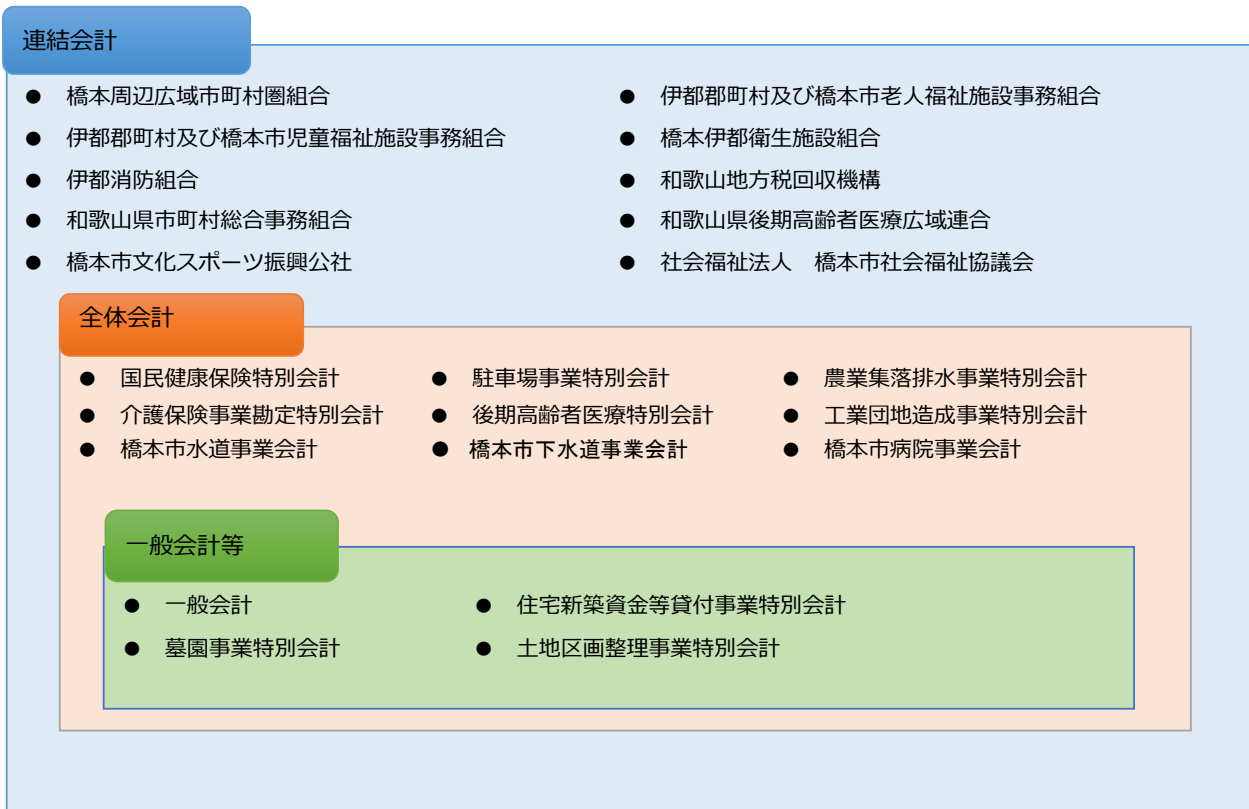 連結会計
● 橋本周辺広域市町村圏組合 ● 伊都郡町村及び橋本市老人福祉施設事務組合
● 伊都郡町村及び橋本市児童福祉施設事務組合 ● 橋本伊都衛生施設組合
● 伊都消防組合 ● 和歌山地方税回収機構
● 和歌山県市町村総合事務組合 ● 和歌山県後期高齢者医療広域連合
● 橋本市文化スポーツ振興公社 ● 社会福祉法人　橋本市社会福祉協議会
全体会計
● 国民健康保険特別会計 ● 駐車場事業特別会計 ● 農業集落排水事業特別会計
● 介護保険事業勘定特別会計 ● 後期高齢者医療特別会計 ● 工業団地造成事業特別会計
● 橋本市水道事業会計 ● 橋本市下水道事業会計 ● 橋本市病院事業会計
一般会計等
● 一般会計 ● 住宅新築資金等貸付事業特別会計
● 墓園事業特別会計 ● 土地区画整理事業特別会計